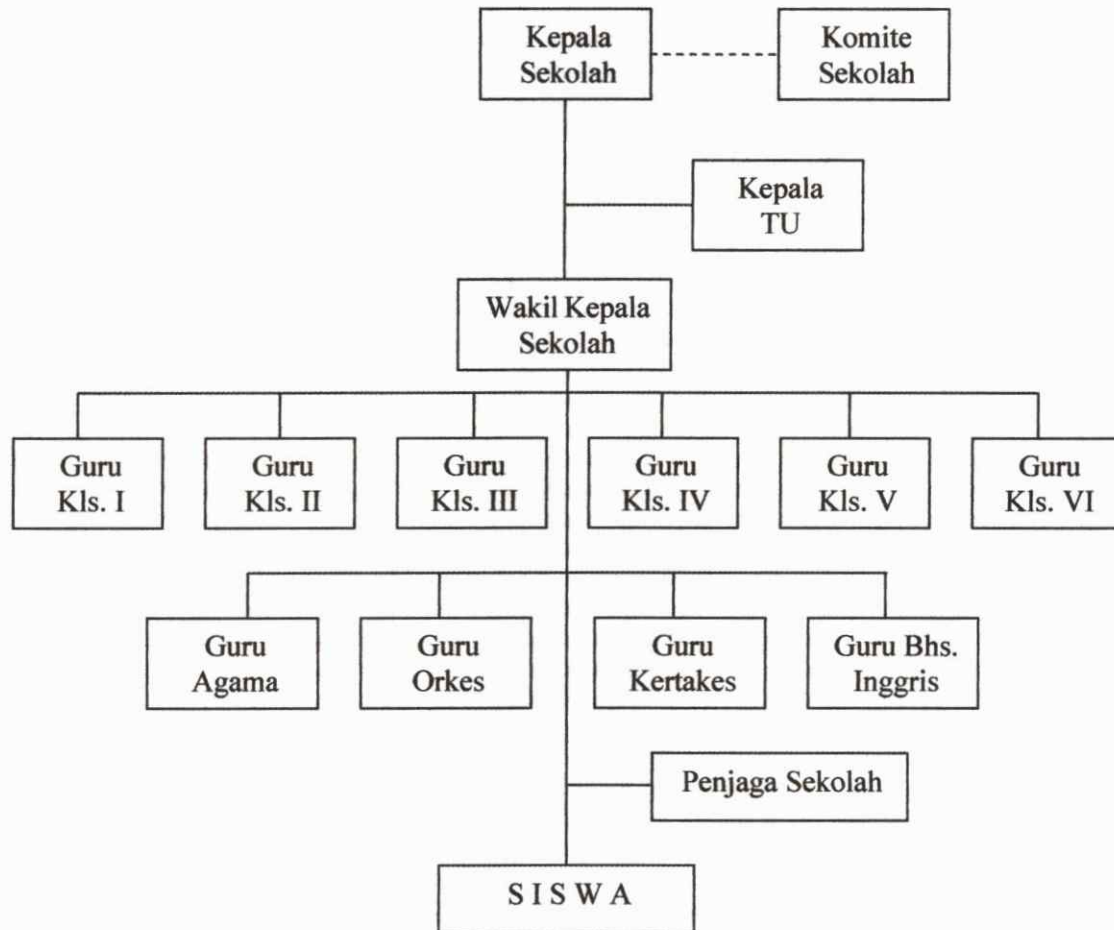 Kepala
Sekolah
Komite
Sekolah
Kepala
TU
Wakil Kepala
Sekolah
Guru
Kls. I
Guru
Kls. II
Guru
Kls. III
Guru
Kls. IV
Guru
Kls. V
Guru
Kls. VI
Guru
Agama
Guru
Orkes
Guru
Kertakes
Guru Bhs.
Inggris
Penjaga Sekolah
S I S W A